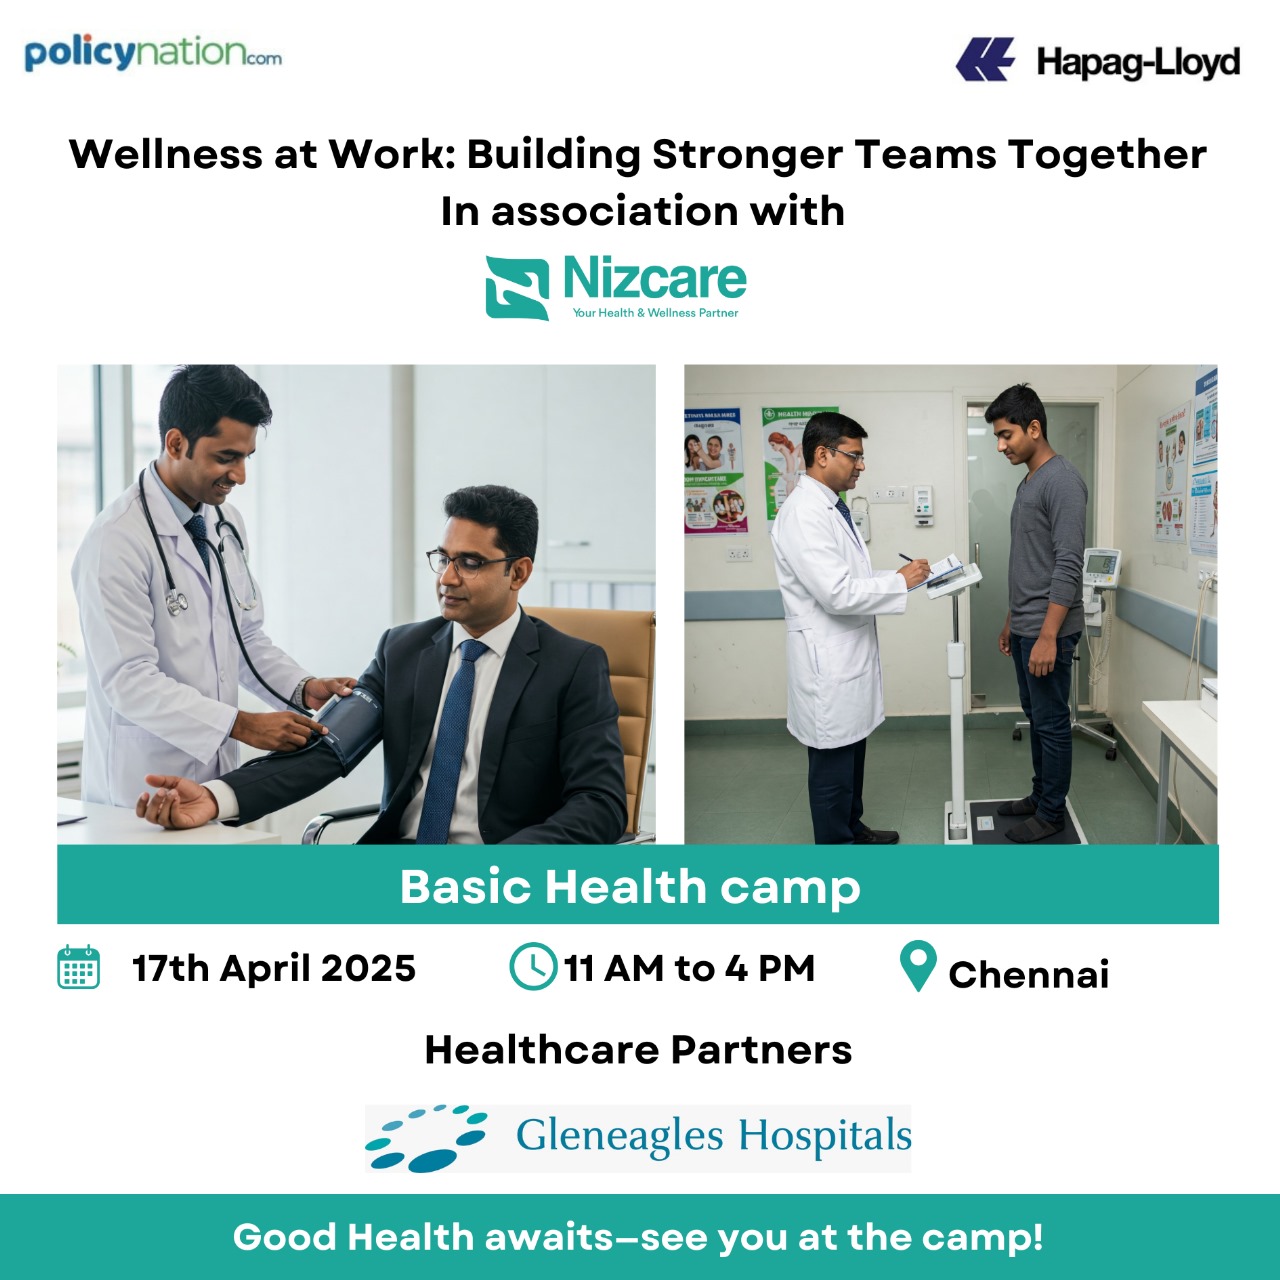 policynation.com
Hapag-Lloyd
Wellness at Work: Building Stronger Teams Together
In association with
Nizcare
Your Health & Wellness Partner
Basic Health camp
17th April 2025
11 AM to 4 PM
Chennai
Healthcare Partners
Gleneagles Hospitals
Good Health awaits—see you at the camp!